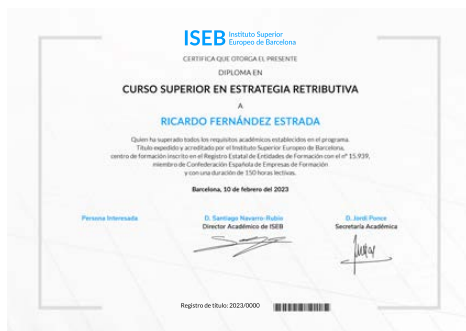 ISEB Instituto Superior
Europeo de Barcelona
CERTIFICA QUE OTORGA EL PRESENTE
DIPLOMA EN
CURSO SUPERIOR EN ESTRATEGIA RETRIBUTIVA
A
RICARDO FERNÁNDEZ ESTRADA
Quien ha superado todos los requisitos académicos establecidos en el programa.
Título expedido y acreditado por el Instituto Superior Europeo de Barcelona,
centro de formación inscrito en el Registro Estatal de Entidades de Formación con el nº 15.939,
miembro de Confederación Española de Empresas de Formación
y con una duración de 150 horas lectivas.
Barcelona, 10 de febrero del 2023
Persona Interesada D. Santiago Navarro-Rubio D. Jordi Ponce
Director Académico de ISEB Secretaría Académica
Registro de título: 2023/0000